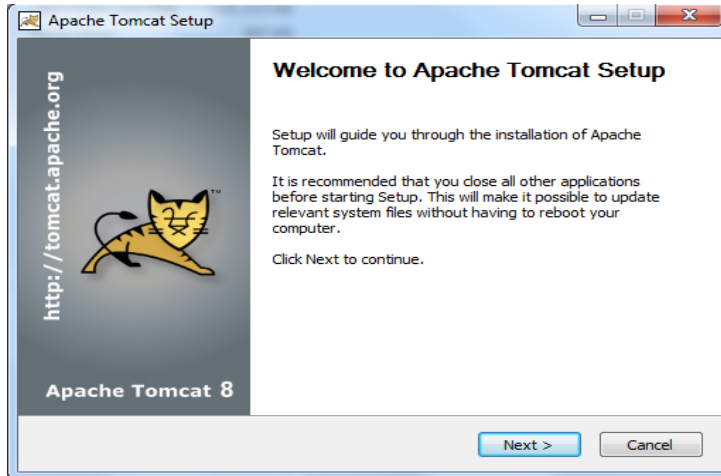 Apache Tomcat Setup
http://tomcat.apache.org
TM
Apache Tomcat 8
Welcome to Apache Tomcat Setup
Setup will guide you through the installation of Apache
Tomcat.
It is recommended that you close all other applications
before starting Setup. This will make it possible to update
relevant system files without having to reboot your
computer.
Click Next to continue.
Next >
Cancel